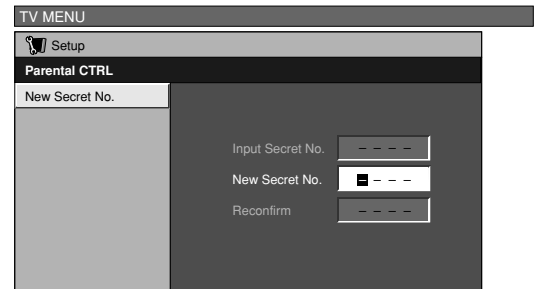 TV MENU
Setup
Parental CTRL
New Secret No.
Input Secret No. – – – –
New Secret No. – – – –
Reconfirm – – – –